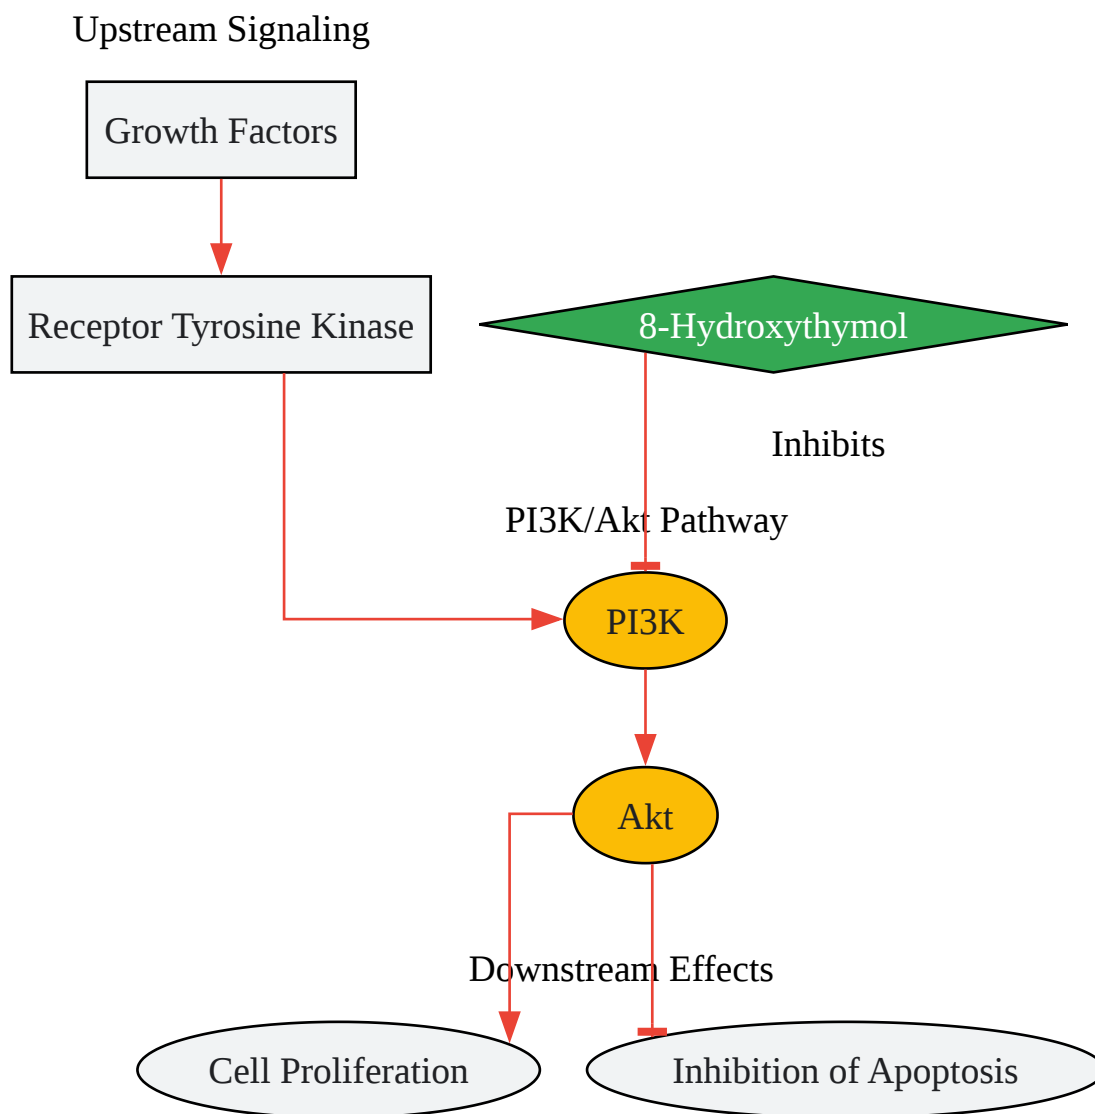 Upstream Signaling
Growth Factors
Receptor Tyrosine Kinase
8-Hydroxythymol
Inhibits
PI3K/Akt Pathway
PI3K
Akt
Downstream Effects
Cell Proliferation
Inhibition of Apoptosis